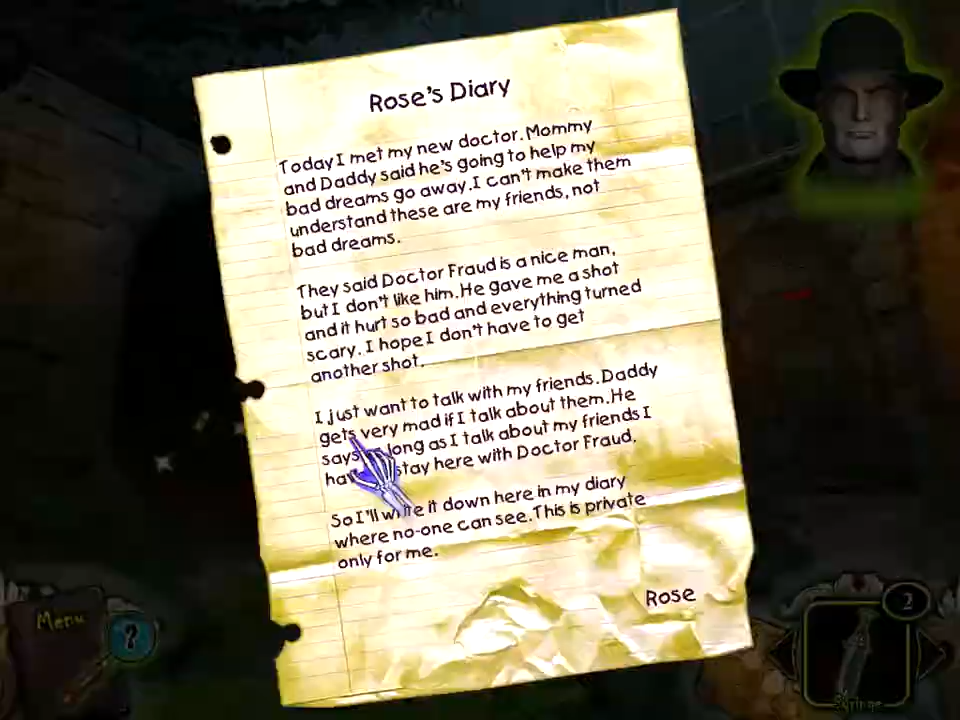 Rose's Diary
Today I met my new doctor. Mommy
and Daddy said he's going to help my
bad dreams go away. I can't make them
understand these are my friends, not
bad dreams.
They said Doctor Fraud is a nice man,
but I don't like him. He gave me a shot
and it hurt so bad and everything turned
scary. I hope I don't have to get
another shot.
I just want to talk with my friends. Daddy
gets very mad if I talk about them. He
says long as I talk about my friends I
stay here with Doctor Fraud.
So I'll write it down here in my diary
where no-one can see. This is private
only for me.
Rose
Menu
?
2
Syringe